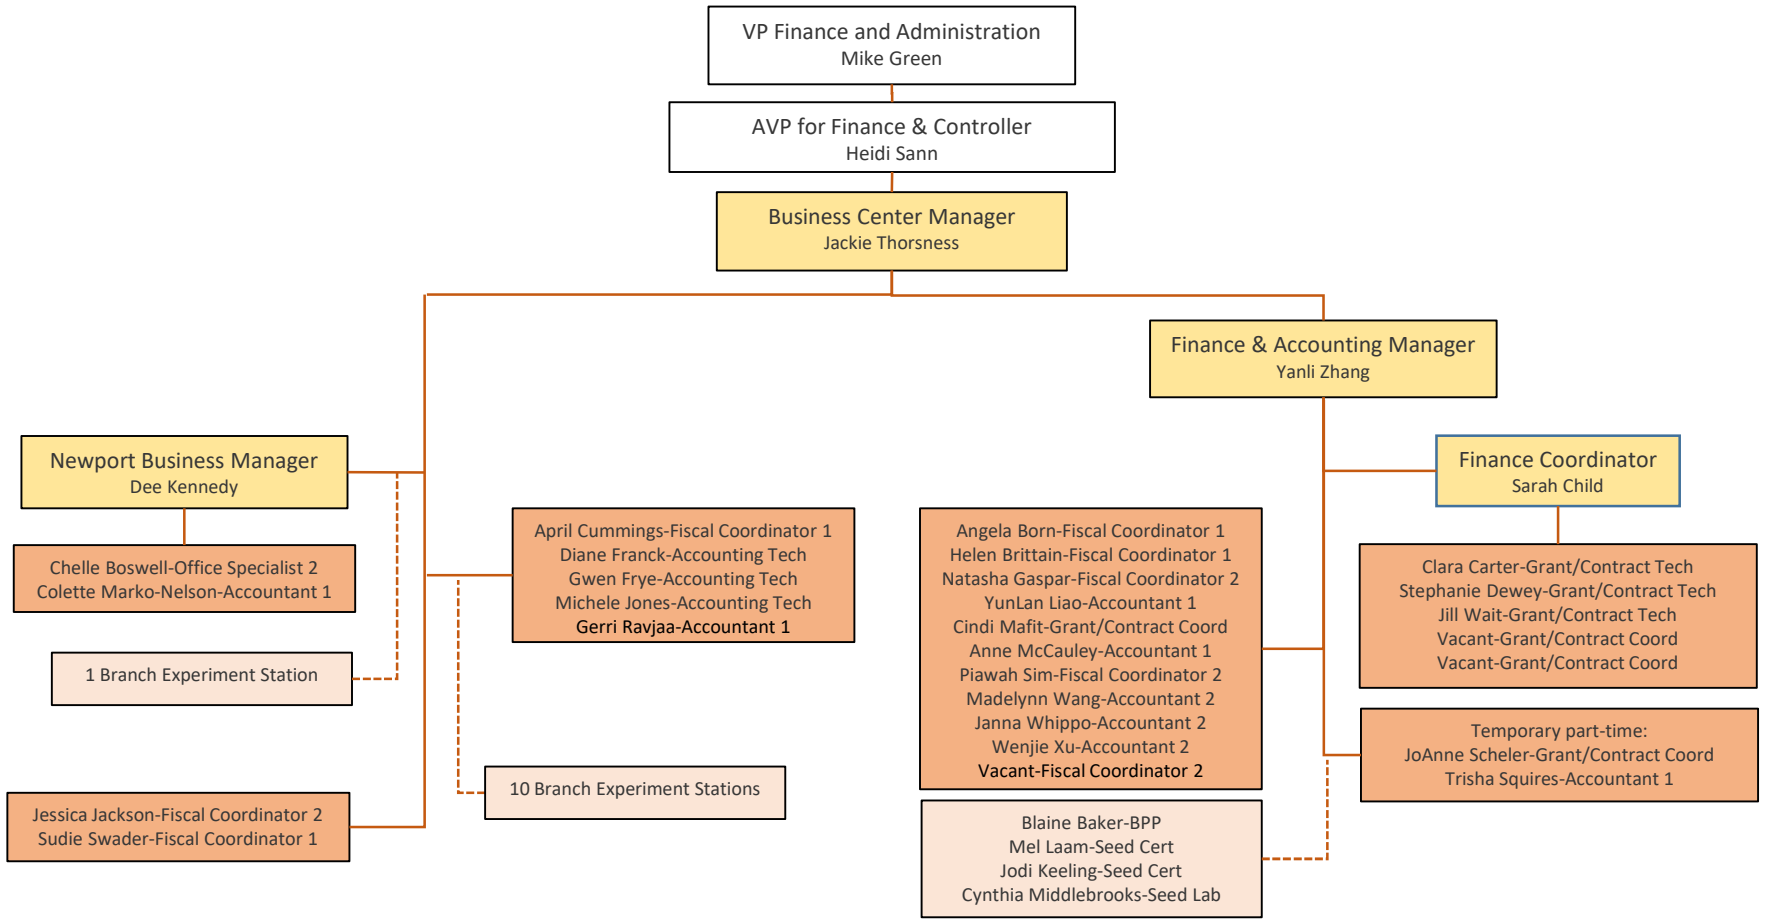 VP Finance and Administration
Mike Green
AVP for Finance & Controller
Heidi Sann
Business Center Manager
Jackie Thorsness
Finance & Accounting Manager
Yanli Zhang
Newport Business Manager
Dee Kennedy
Finance Coordinator
Sarah Child
Chelle Boswell-Office Specialist 2
Colette Marko-Nelson-Accountant 1
April Cummings-Fiscal Coordinator 1
Diane Franck-Accounting Tech
Gwen Frye-Accounting Tech
Michele Jones-Accounting Tech
Gerri Ravjaa-Accountant 1
Angela Born-Fiscal Coordinator 1
Helen Brittain-Fiscal Coordinator 1
Natasha Gaspar-Fiscal Coordinator 2
YunLan Liao-Accountant 1
Cindi Mafit-Grant/Contract Coord
Anne McCauley-Accountant 1
Piawah Sim-Fiscal Coordinator 2
Madelynn Wang-Accountant 2
Janna Whippo-Accountant 2
Wenjie Xu-Accountant 2
Vacant-Fiscal Coordinator 2
Clara Carter-Grant/Contract Tech
Stephanie Dewey-Grant/Contract Tech
Jill Wait-Grant/Contract Tech
Vacant-Grant/Contract Coord
Vacant-Grant/Contract Coord
1 Branch Experiment Station
Temporary part-time:
JoAnne Scheler-Grant/Contract Coord
Trisha Squires-Accountant 1
10 Branch Experiment Stations
Jessica Jackson-Fiscal Coordinator 2
Sudie Swader-Fiscal Coordinator 1
Blaine Baker-BPP
Mel Laam-Seed Cert
Jodi Keeling-Seed Cert
Cynthia Middlebrooks-Seed Lab